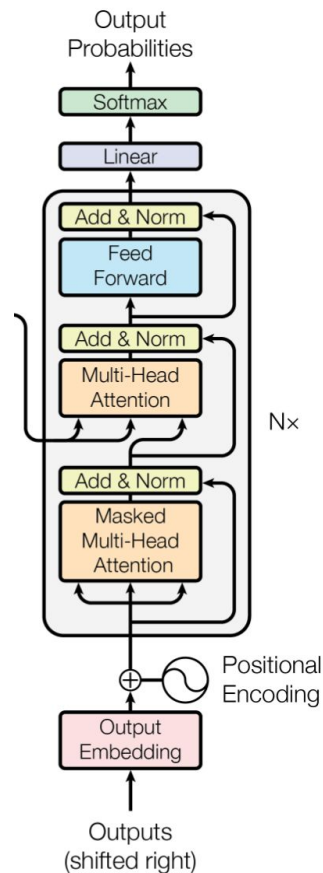 Output
Probabilities
Softmax
Linear
Add & Norm
Feed
Forward
Add & Norm
Multi-Head
Attention
N×
Add & Norm
Masked
Multi-Head
Attention
Positional
Encoding
Output
Embedding
Outputs
(shifted right)